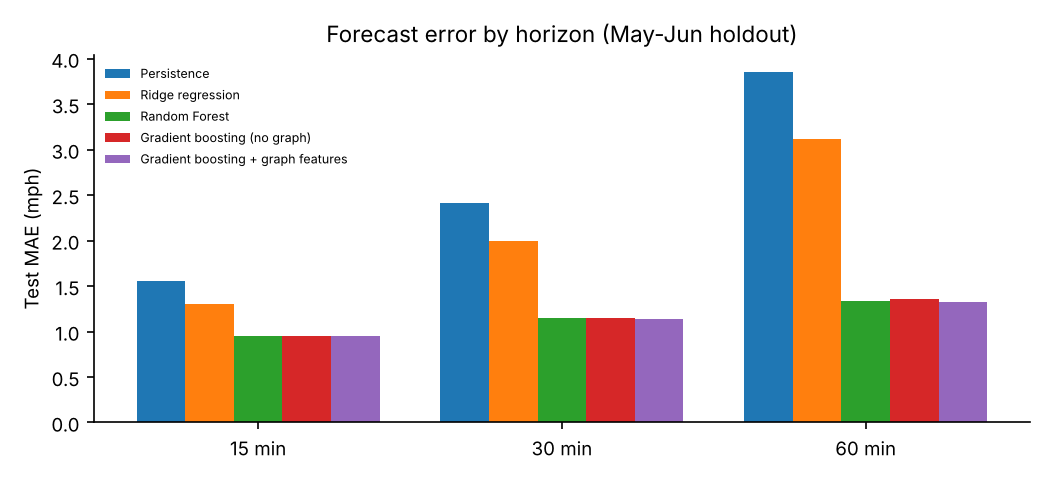 Forecast error by horizon (May-Jun holdout)
4.0
3.5
3.0
2.5
2.0
1.5
1.0
0.5
0.0
Test MAE (mph)
Persistence
Ridge regression
Random Forest
Gradient boosting (no graph)
Gradient boosting + graph features
15 min
30 min
60 min